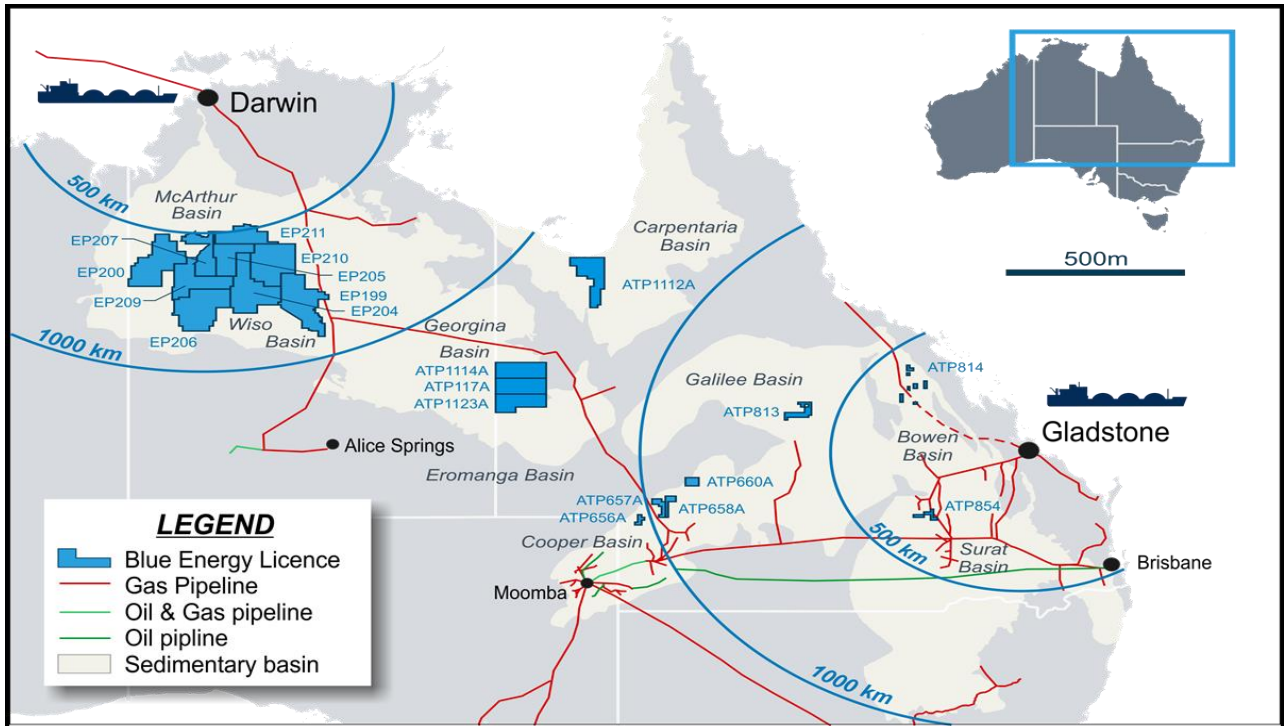 Darwin
500 km
McArthur
Basin
EP207
EP211
EP200
EP210
EP205
EP209
EP199
EP204
EP206
Wiso
Basin
1000 km
Carpentaria
Basin
ATP1112A
500m
Georgina
Basin
ATP1114A
ATP117A
ATP1123A
Galilee Basin
ATP813
ATP814
Gladstone
Bowen
Basin
Alice Springs
Eromanga Basin
ATP660A
ATP657A
ATP658A
ATP656A
ATP854
Cooper Basin
500 km
Surat
Basin
Brisbane
Moomba
1000 km
LEGEND
Blue Energy Licence
Gas Pipeline
Oil & Gas pipeline
Oil pipline
Sedimentary basin